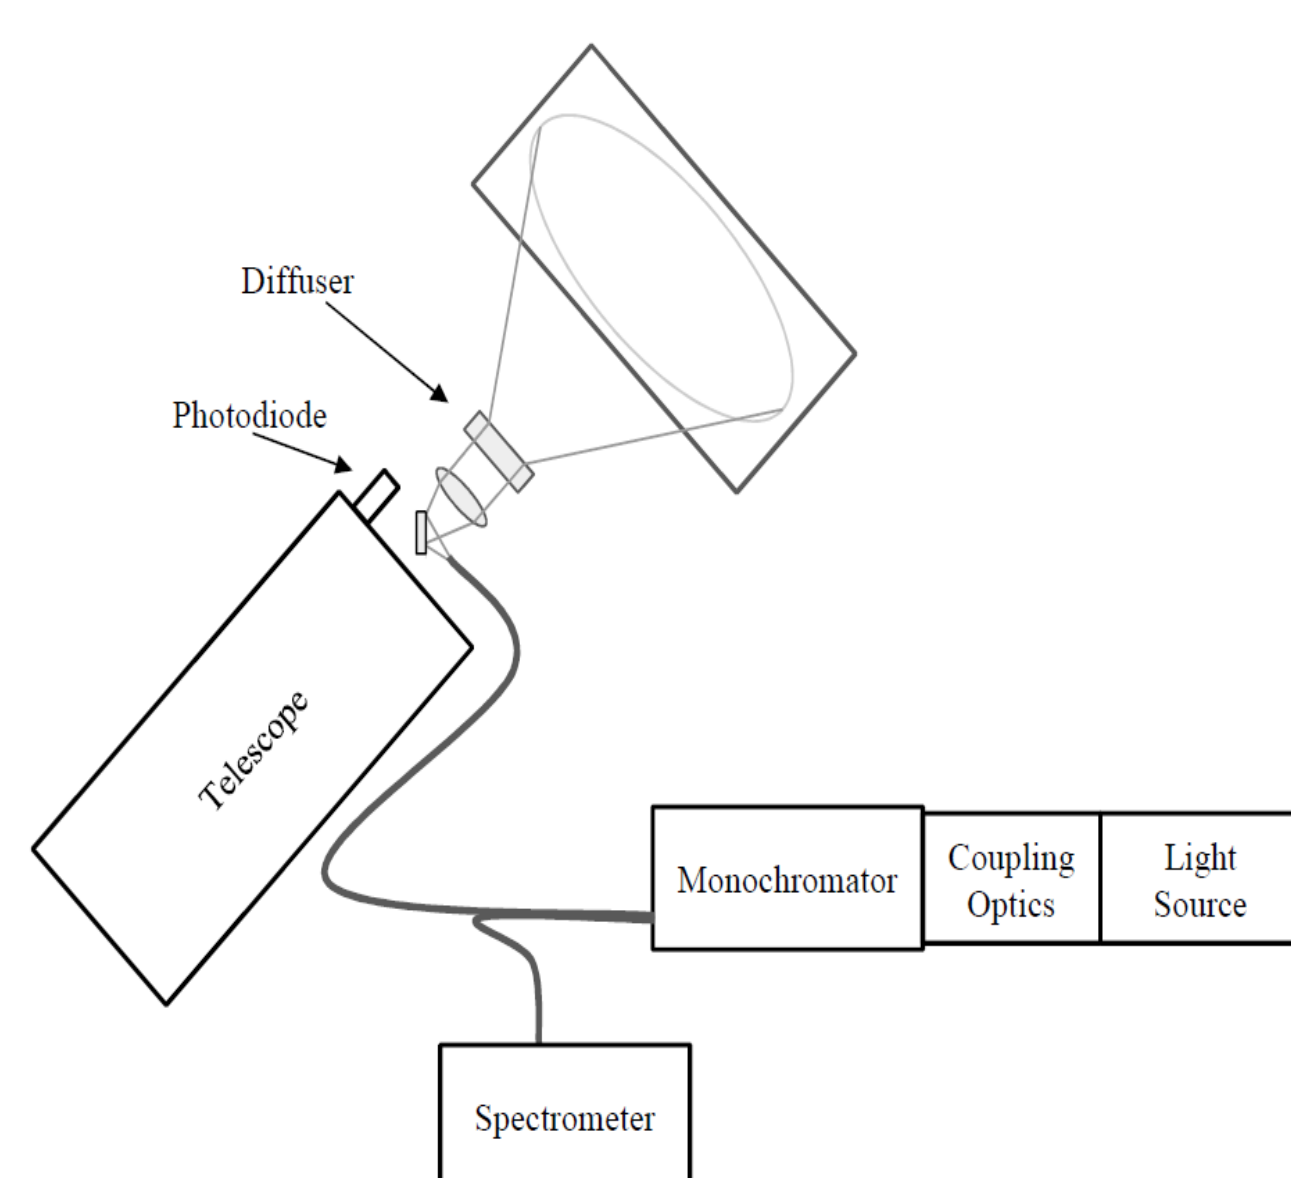 Diffuser
Photodiode
Telescope
Monochromator
Coupling
Optics
Light
Source
Spectrometer